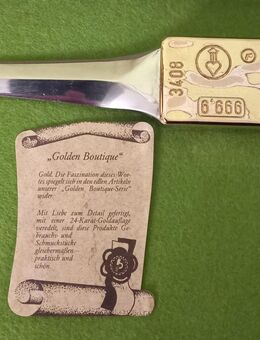 3408
999.9
„Golden Boutique“
Gold. Die Faszination dieses Wor-
tes spiegelt sich in den edlen Artikeln
unserer „Golden Boutique-Serie“
wider.
Mit Liebe zum Detail gefertigt,
mit einer 24-Karat-Goldauflage
veredelt, sind diese Produkte Ge-
brauchs- und
Schmuckstücke
gleichermaßen –
praktisch und
schön.